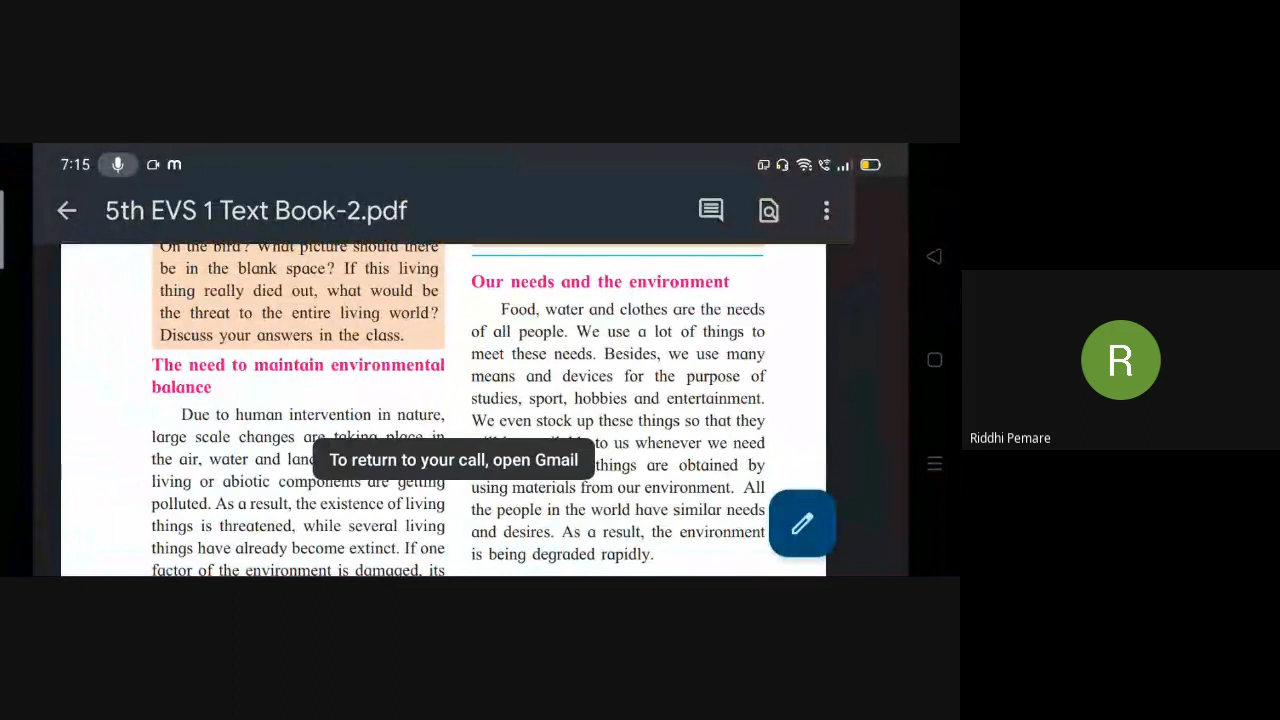 7:15
5th EVS 1 Text Book-2.pdf
On the bird? What picture should there
be in the blank space? If this living
thing really died out, what would be
the threat to the entire living world?
Discuss your answers in the class.
The need to maintain environmental
balance
Due to human intervention in nature,
large scale changes are taking place in
the air, water and
living or abiotic components are getting
polluted. As a result, the existence of living
things is threatened, while several living
things have already become extinct. If one
factor of the environment is damaged, its
Our needs and the environment
Food, water and clothes are the needs
of all people. We use a lot of things to
meet these needs. Besides, we use many
means and devices for the purpose of
studies, sport, hobbies and entertainment.
We even stock up these things so that they
to us whenever we need
things are obtained by
using materials from our environment. All
the people in the world have similar needs
and desires. As a result, the environment
is being degraded rapidly.
To return to your call, open Gmail
R
Riddhi Pemare